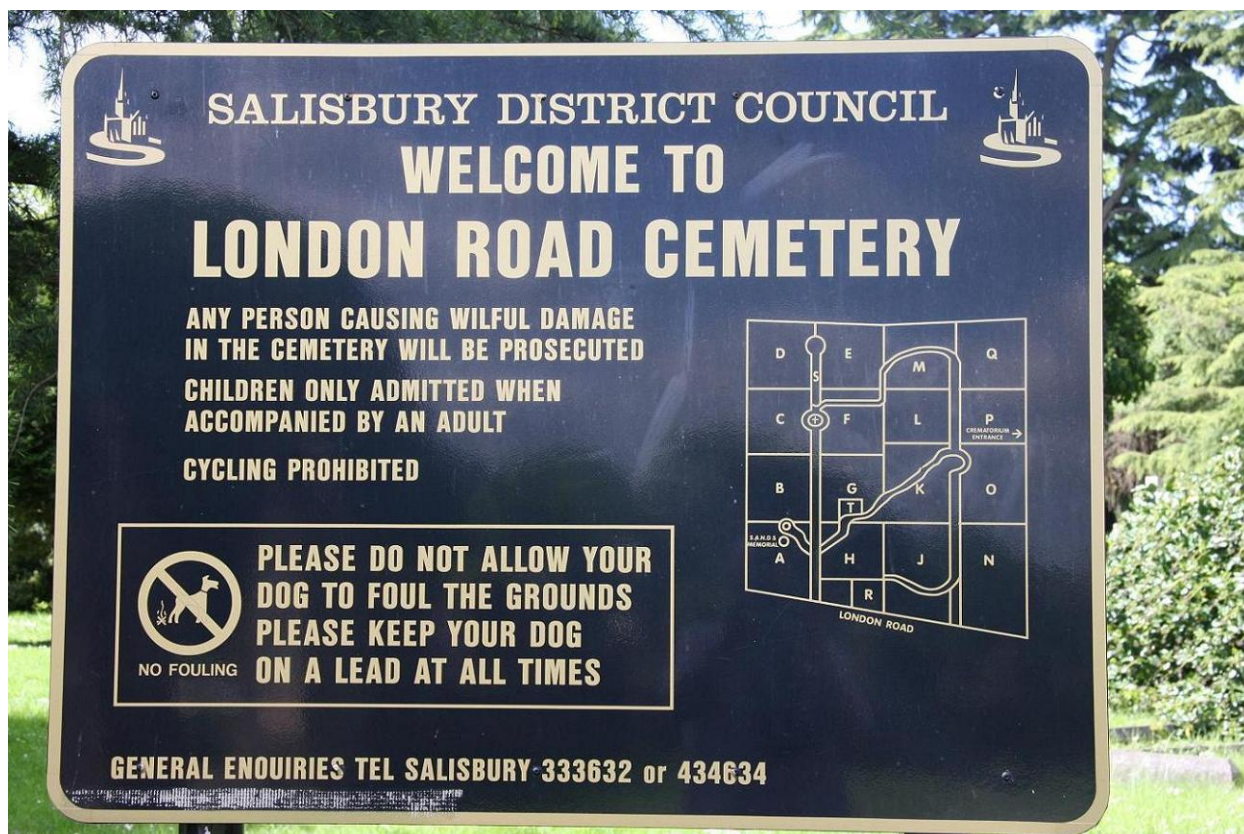 SALISBURY DISTRICT COUNCIL
WELCOME TO
LONDON ROAD CEMETERY
ANY PERSON CAUSING WILFUL DAMAGE
IN THE CEMETERY WILL BE PROSECUTED
CHILDREN ONLY ADMITTED WHEN
ACCOMPANIED BY AN ADULT
CYCLING PROHIBITED
D E M Q
S
C F L P
CREMATORIUM
ENTRANCE →
B G K O
T
S.A.N.D.S
MEMORIAL
A H J N
R
LONDON ROAD
PLEASE DO NOT ALLOW YOUR
DOG TO FOUL THE GROUNDS
PLEASE KEEP YOUR DOG
ON A LEAD AT ALL TIMES
NO FOULING
GENERAL ENQUIRIES TEL SALISBURY 333632 or 434634